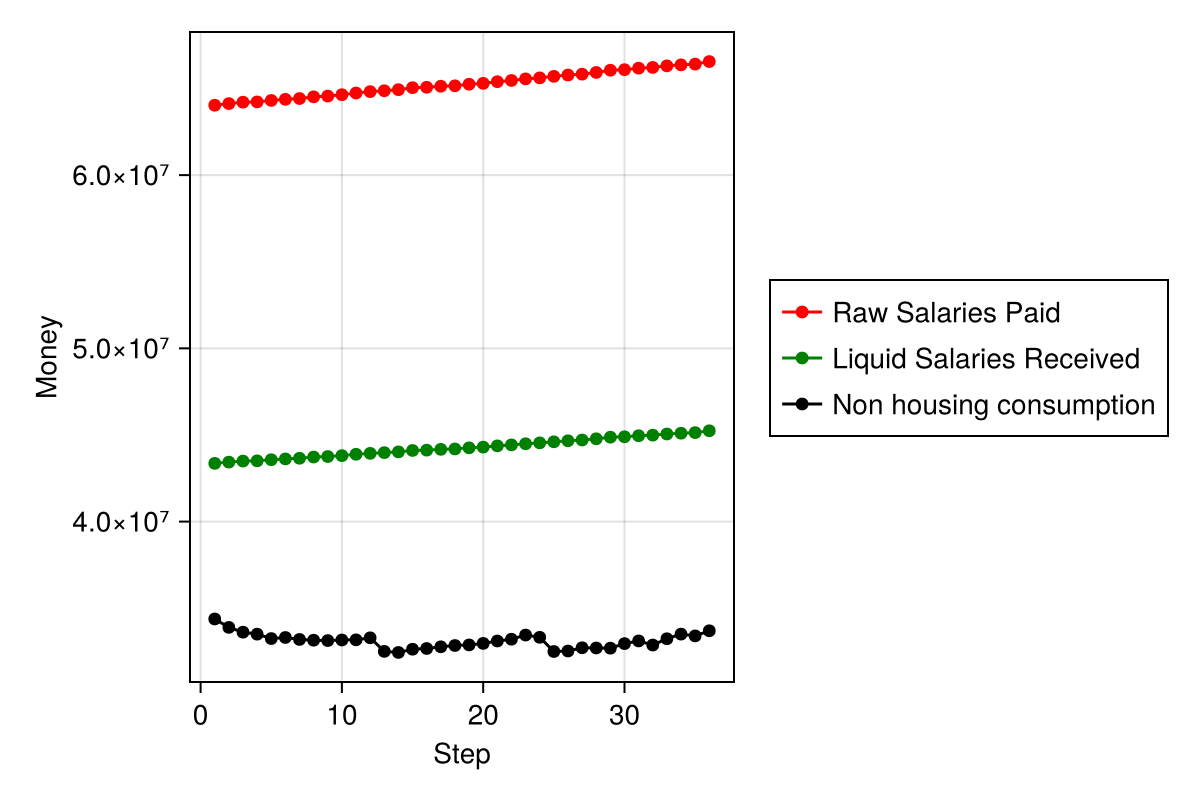 6.0×10⁷
5.0×10⁷
4.0×10⁷
Money
0 10 20 30
Step
Raw Salaries Paid
Liquid Salaries Received
Non housing consumption